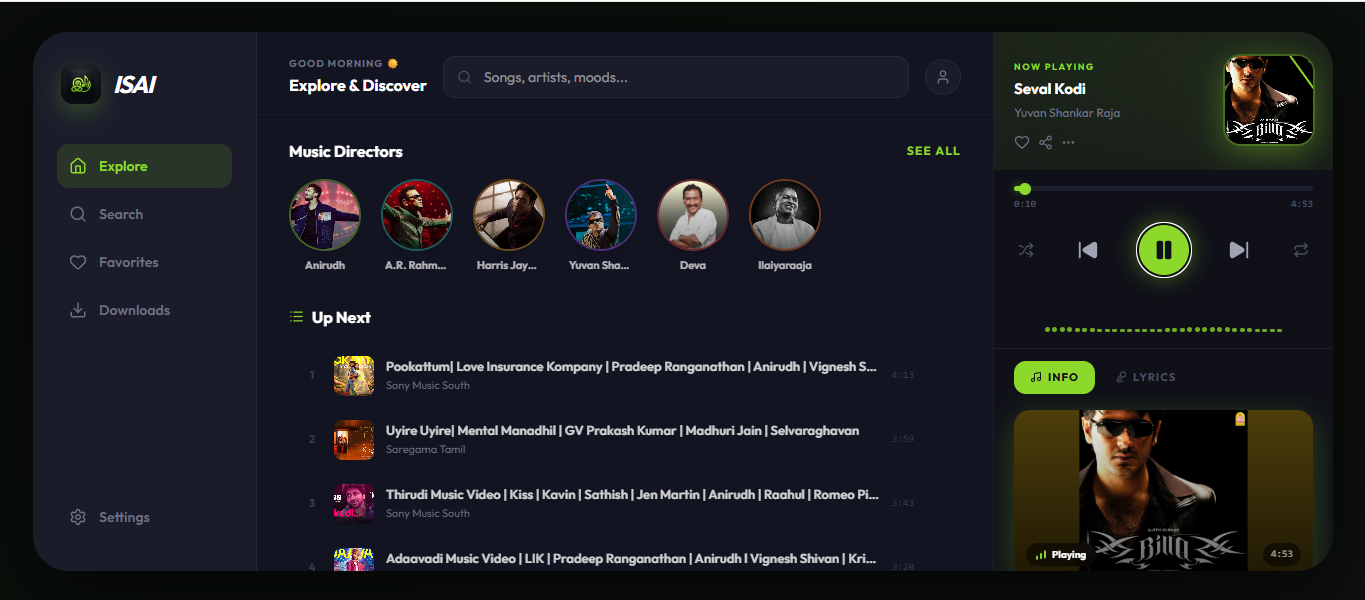 ISAI
Explore
Search
Favorites
Downloads
Settings
GOOD MORNING
Explore & Discover
Songs, artists, moods...
Music Directors
SEE ALL
Anirudh
A.R. Rahm...
Harris Jay...
Yuvan Sha...
Deva
Ilaiyaraaja
Up Next
1
Pookattum| Love Insurance Kompany | Pradeep Ranganathan | Anirudh | Vignesh S...
Sony Music South
4:13
2
Uyire Uyire| Mental Manadhil | GV Prakash Kumar | Madhuri Jain | Selvaraghavan
Saregama Tamil
3:59
3
Thirudi Music Video | Kiss | Kavin | Sathish | Jen Martin | Anirudh | Raahul | Romeo Pi...
Sony Music South
3:43
4
Adaavadi Music Video | LIK | Pradeep Ranganathan | Anirudh I Vignesh Shivan | Kri...
3:20
NOW PLAYING
Seval Kodi
Yuvan Shankar Raja
Billa
0:10
4:53
INFO
LYRICS
AJITH KUMAR
Billa
Playing
4:53